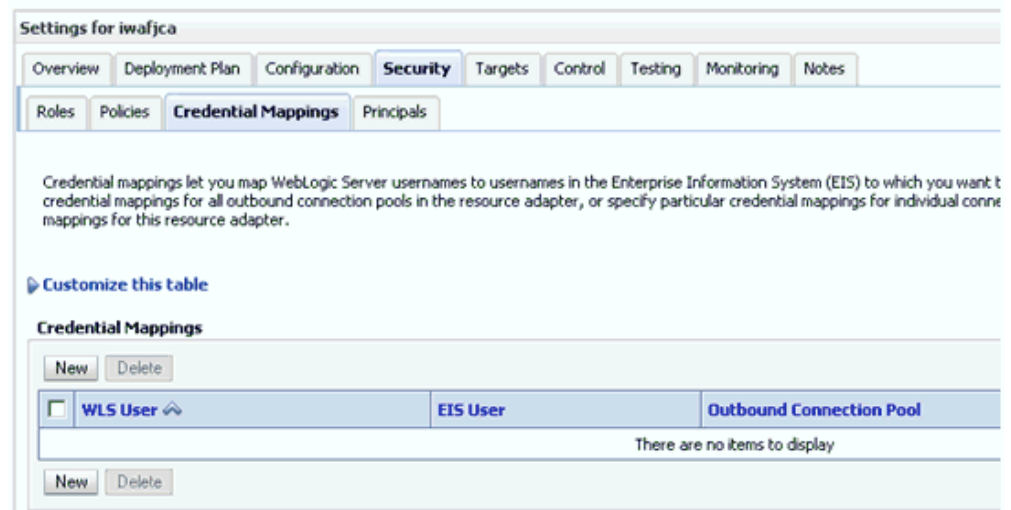 Settings for iwafjca
Overview Deployment Plan Configuration Security Targets Control Testing Monitoring Notes
Roles Policies Credential Mappings Principals
Credential mappings let you map WebLogic Server usernames to usernames in the Enterprise Information System (EIS) to which you want t
credential mappings for all outbound connection pools in the resource adapter, or specify particular credential mappings for individual conne
mappings for this resource adapter.
Customize this table
Credential Mappings
New Delete
WLS User EIS User Outbound Connection Pool
There are no items to display
New Delete